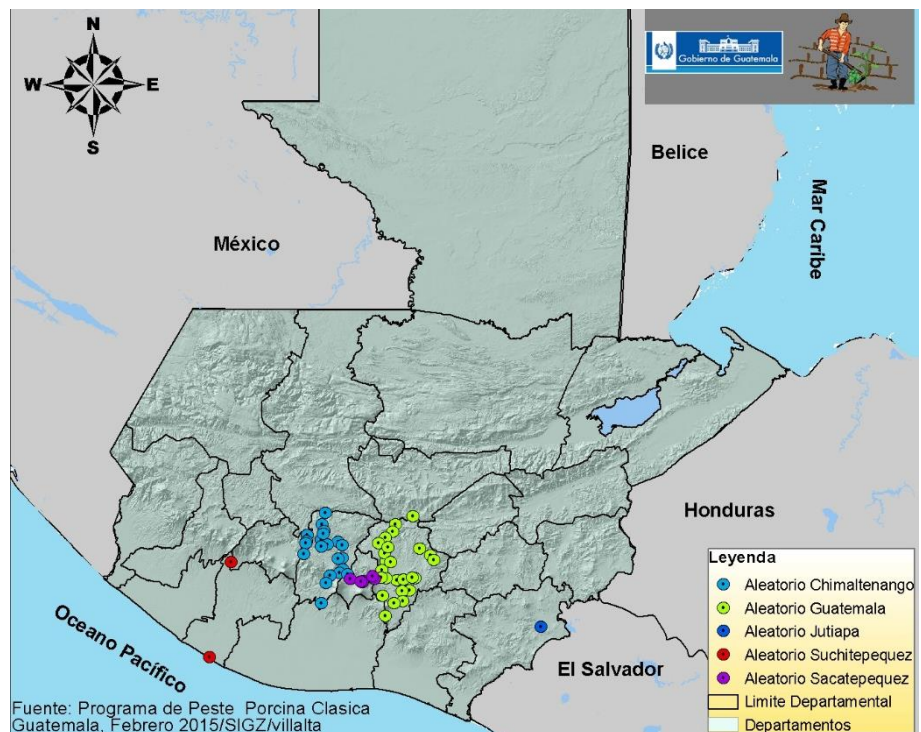 N
W
E
S
Gobierno de Guatemala
Belice
Mar Caribe
México
Honduras
El Salvador
Oceano Pacífico
Leyenda
Aleatorio Chimaltenango
Aleatorio Guatemala
Aleatorio Jutiapa
Aleatorio Suchitepequez
Aleatorio Sacatepequez
Limite Departamental
Departamentos
Fuente: Programa de Peste Porcina Clasica
Guatemala, Febrero 2015/SIGZ/villalta